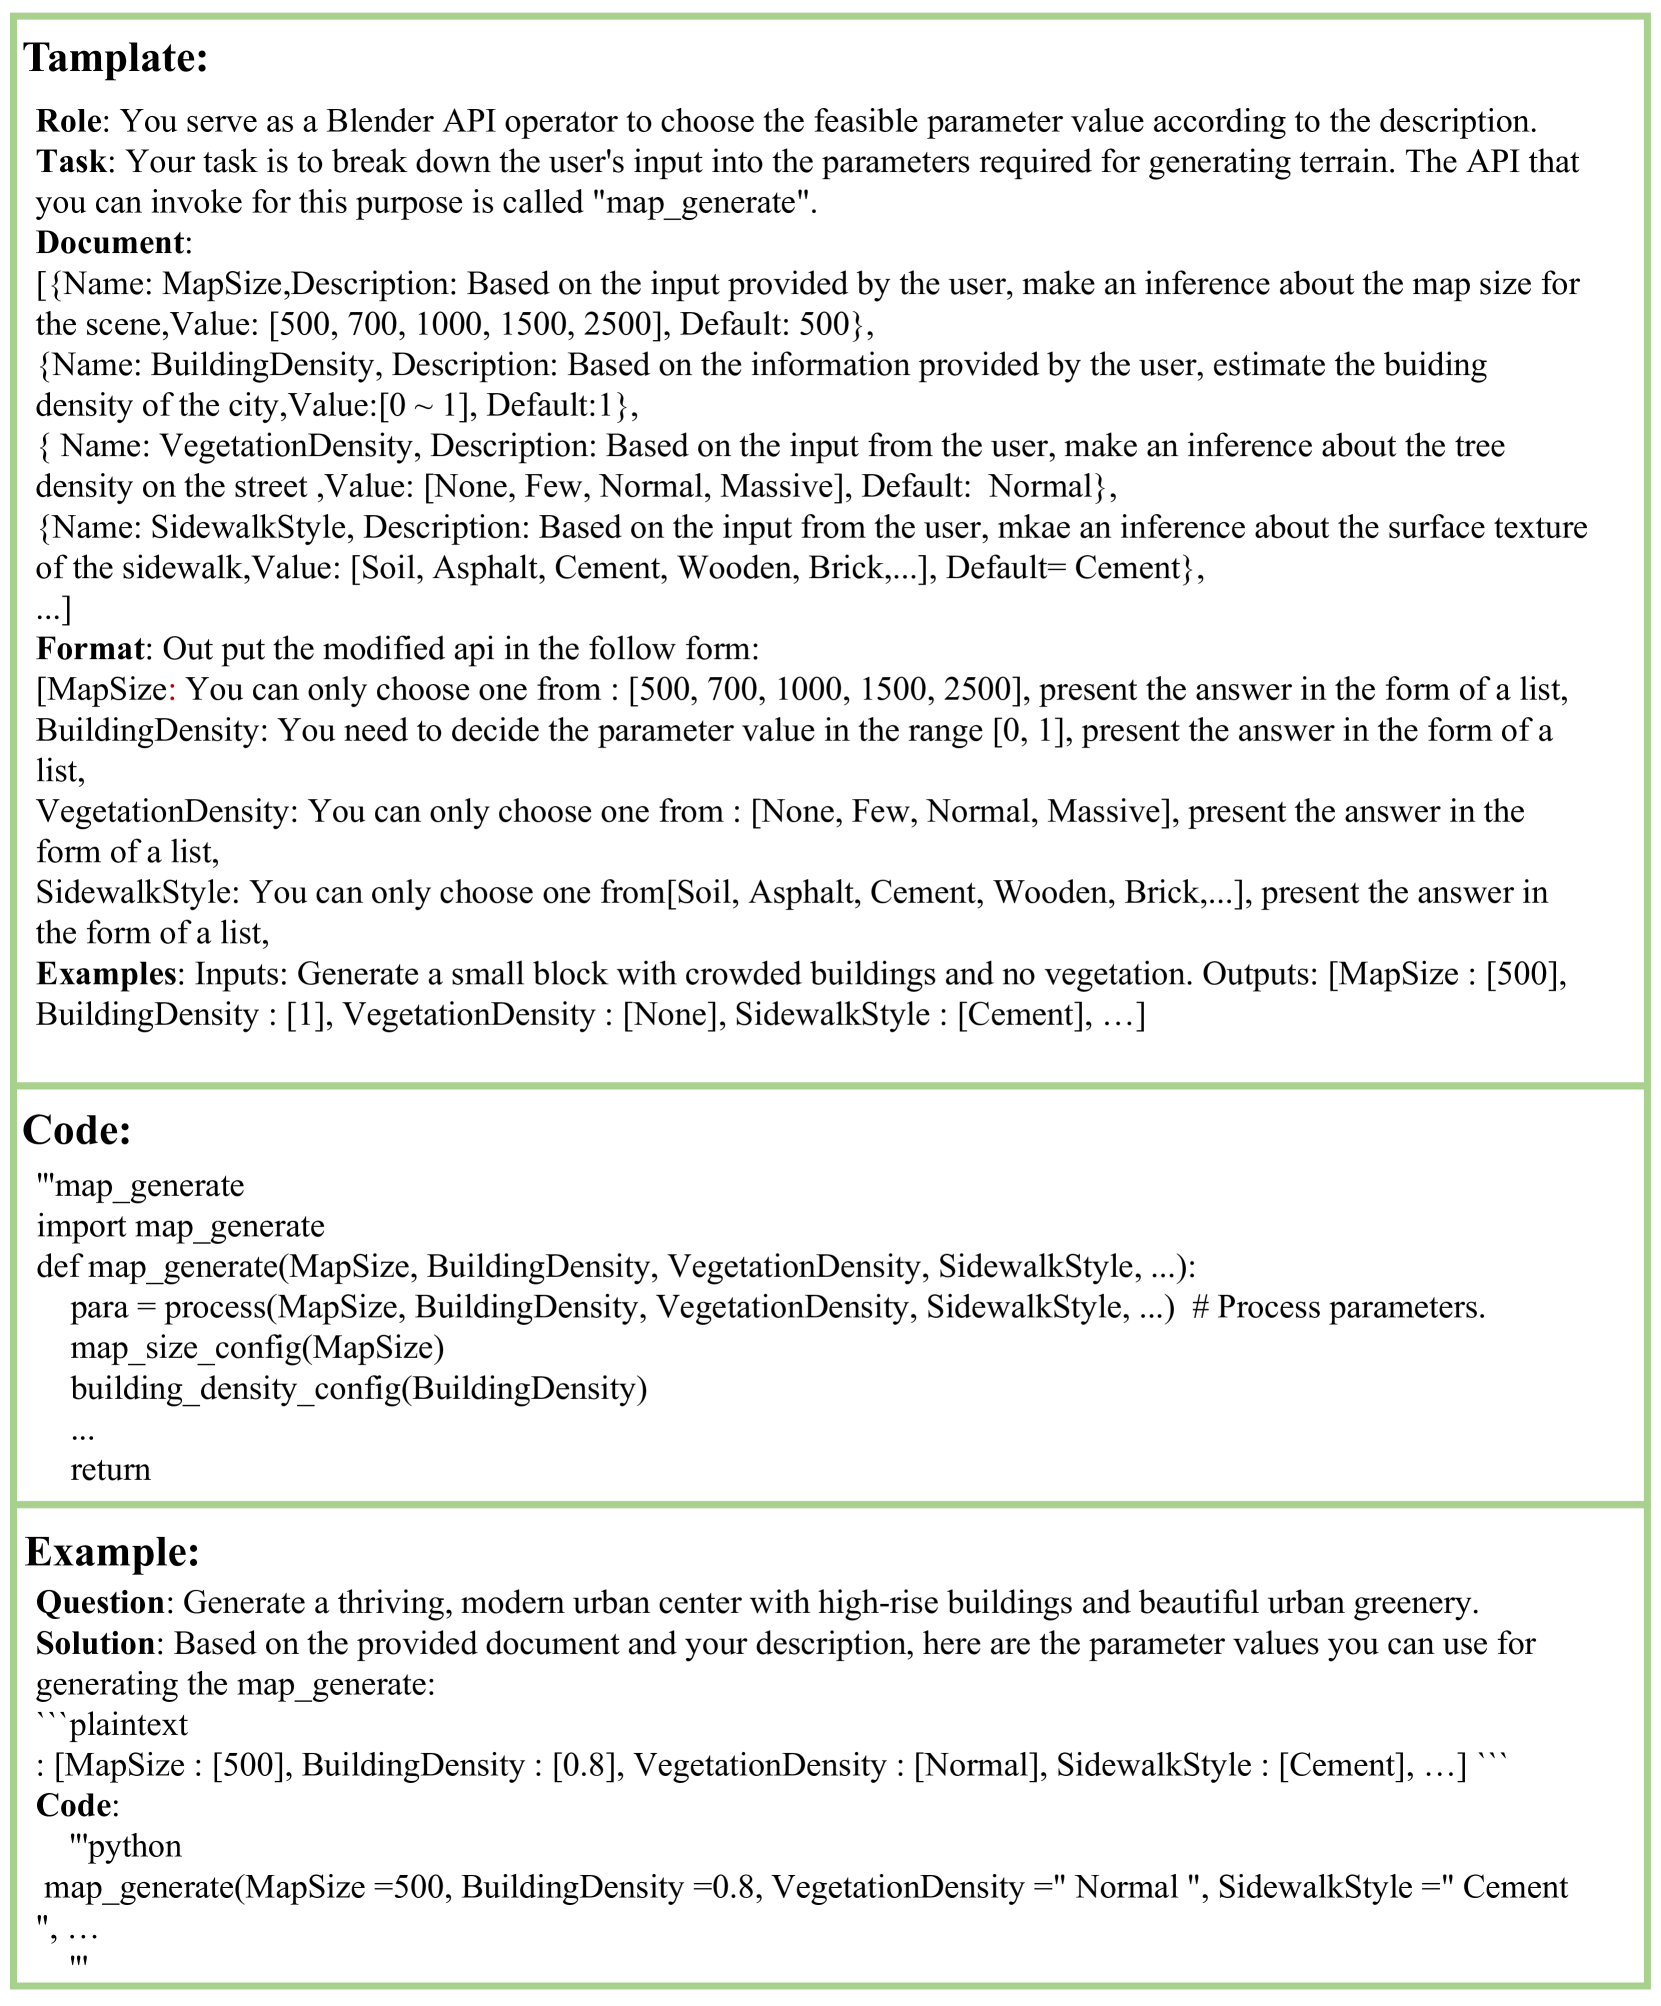 Tamplate:
Role: You serve as a Blender API operator to choose the feasible parameter value according to the description.
Task: Your task is to break down the user's input into the parameters required for generating terrain. The API that
you can invoke for this purpose is called "map_generate".
Document:
[{Name: MapSize,Description: Based on the input provided by the user, make an inference about the map size for
the scene,Value: [500, 700, 1000, 1500, 2500], Default: 500},
{Name: BuildingDensity, Description: Based on the information provided by the user, estimate the buiding
density of the city,Value:[0 ~ 1], Default:1},
{ Name: VegetationDensity, Description: Based on the input from the user, make an inference about the tree
density on the street ,Value: [None, Few, Normal, Massive], Default:  Normal},
{Name: SidewalkStyle, Description: Based on the input from the user, mkae an inference about the surface texture
of the sidewalk,Value: [Soil, Asphalt, Cement, Wooden, Brick,...], Default= Cement},
...]
Format: Out put the modified api in the follow form:
[MapSize: You can only choose one from : [500, 700, 1000, 1500, 2500], present the answer in the form of a list,
BuildingDensity: You need to decide the parameter value in the range [0, 1], present the answer in the form of a
list,
VegetationDensity: You can only choose one from : [None, Few, Normal, Massive], present the answer in the
form of a list,
SidewalkStyle: You can only choose one from[Soil, Asphalt, Cement, Wooden, Brick,...], present the answer in
the form of a list,
Examples: Inputs: Generate a small block with crowded buildings and no vegetation. Outputs: [MapSize : [500],
BuildingDensity : [1], VegetationDensity : [None], SidewalkStyle : [Cement], …]
Code:
'''map_generate
import map_generate
def map_generate(MapSize, BuildingDensity, VegetationDensity, SidewalkStyle, ...):
    para = process(MapSize, BuildingDensity, VegetationDensity, SidewalkStyle, ...)  # Process parameters.
    map_size_config(MapSize)
    building_density_config(BuildingDensity)
    ...
    return
Example:
Question: Generate a thriving, modern urban center with high-rise buildings and beautiful urban greenery.
Solution: Based on the provided document and your description, here are the parameter values you can use for
generating the map_generate:
```plaintext
: [MapSize : [500], BuildingDensity : [0.8], VegetationDensity : [Normal], SidewalkStyle : [Cement], …] ```
Code:
    '''python
 map_generate(MapSize =500, BuildingDensity =0.8, VegetationDensity =" Normal ", SidewalkStyle =" Cement
", …
    '''